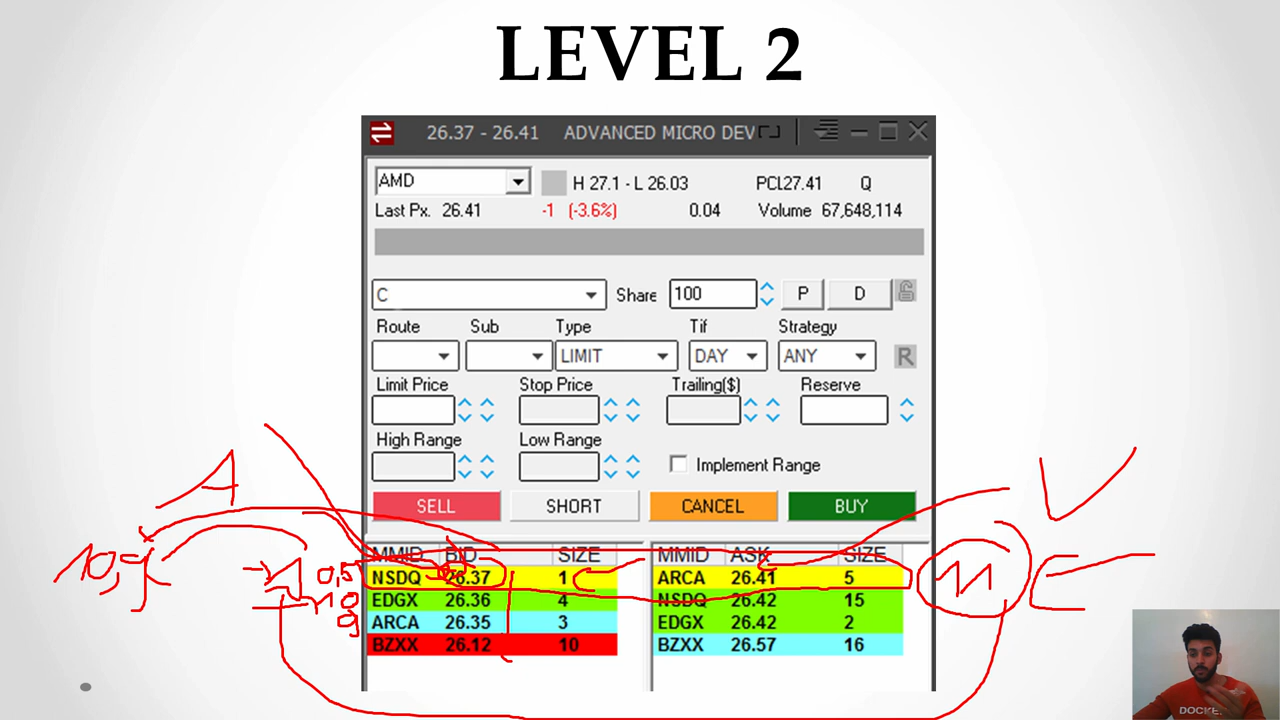 LEVEL 2
26.37 - 26.41 ADVANCED MICRO DEV
AMD H 27.1 - L 26.03 PCL27.41 Q
Last Px. 26.41 -1 (-3.6%) 0.04 Volume 67,648,114
C Share 100 P D
Route Sub Type Tif Strategy
LIMIT DAY ANY R
Limit Price Stop Price Trailing($) Reserve
High Range Low Range
Implement Range
SELL SHORT CANCEL BUY
A V
MMID BID SIZE MMID ASK SIZE
NSDQ 26.37 1 ARCA 26.41 5
EDGX 26.36 4 NSDQ 26.42 15
ARCA 26.35 3 EDGX 26.42 2
BZXX 26.12 10 BZXX 26.57 16
11
10
9
DOCKE